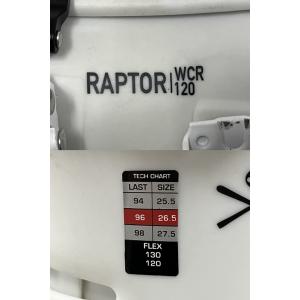 RAPTOR WCR
120
TECH CHART
LAST SIZE
94 25.5
96 26.5
98 27.5
FLEX
130
120